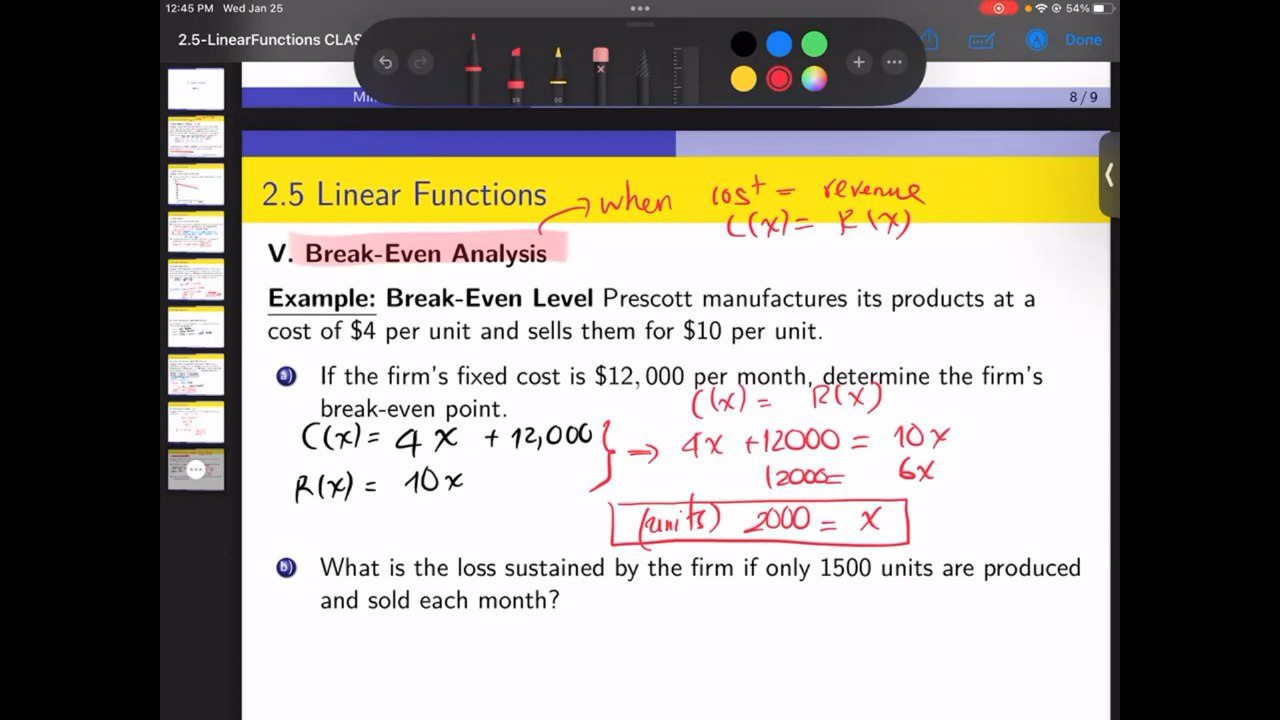 12:45 PM Wed Jan 25
54%
2.5-LinearFunctions CLAS
Done
39
50
8 / 9
2.5 Linear Functions
when cost = revenue
C(x) = R(x)
V. Break-Even Analysis
Example: Break-Even Level Prescott manufactures its products at a
cost of $4 per unit and sells them for $10 per unit.
a) If the firm's fixed cost is $12,000 per month, determine the firm's
break-even point.
C(x) = R(x)
C(x) = 4x + 12,000 } ⇒ 4x + 12000 = 10x
12000 = 6x
R(x) = 10x
(units) 2000 = x
b) What is the loss sustained by the firm if only 1500 units are produced
and sold each month?